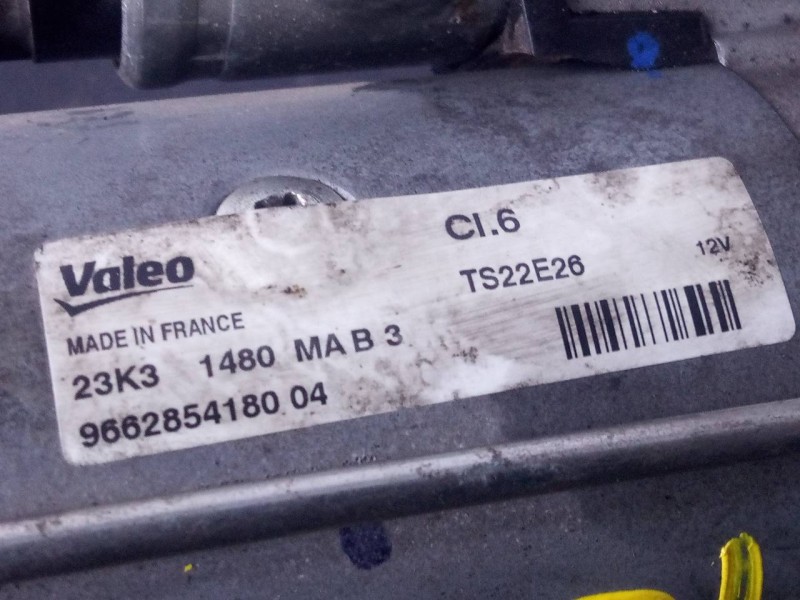 Valeo
Cl.6
TS22E26
12V
MADE IN FRANCE
23K3 1480 MA B 3
9662854180 04